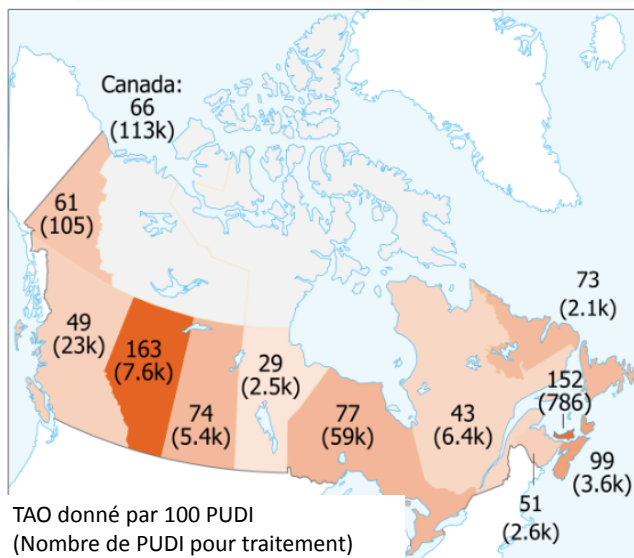 Canada:
66
(113k)
61
(105)
73
(2.1k)
49
(23k)
163
(7.6k)
29
(2.5k)
152
(786)
74
(5.4k)
77
(59k)
43
(6.4k)
99
(3.6k)
51
(2.6k)
TAO donné par 100 PUDI
(Nombre de PUDI pour traitement)